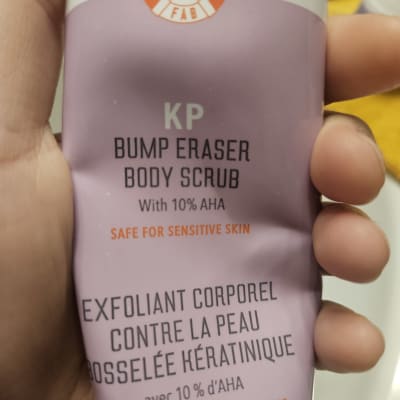 FAB
KP
BUMP ERASER
BODY SCRUB
With 10% AHA
SAFE FOR SENSITIVE SKIN
EXFOLIANT CORPOREL
CONTRE LA PEAU
BOSSELÉE KÉRATINIQUE
avec 10 % d'AHA